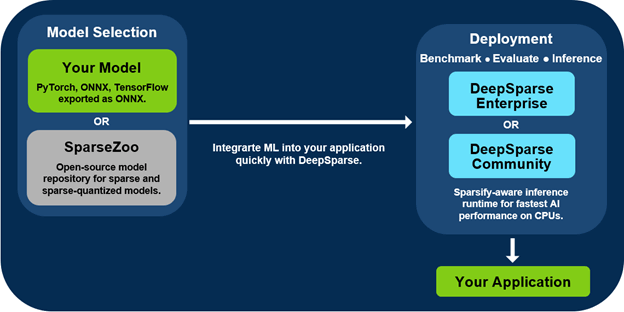 Model Selection
Your Model
PyTorch, ONNX, TensorFlow
exported as ONNX.
OR
SparseZoo
Open-source model
repository for sparse and
sparse-quantized models.
Integrarte ML into your application
quickly with DeepSparse.
Deployment
Benchmark ● Evaluate ● Inference
DeepSparse
Enterprise
OR
DeepSparse
Community
Sparsify-aware inference
runtime for fastest AI
performance on CPUs.
Your Application